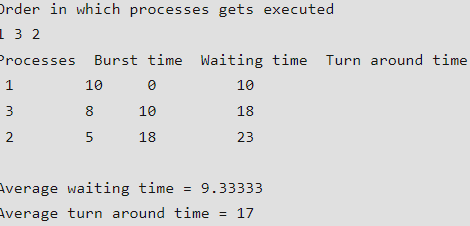 Order in which processes gets executed
1 3 2
Processes  Burst time  Waiting time  Turn around time
1 10 0 10
3 8 10 18
2 5 18 23
Average waiting time = 9.33333
Average turn around time = 17